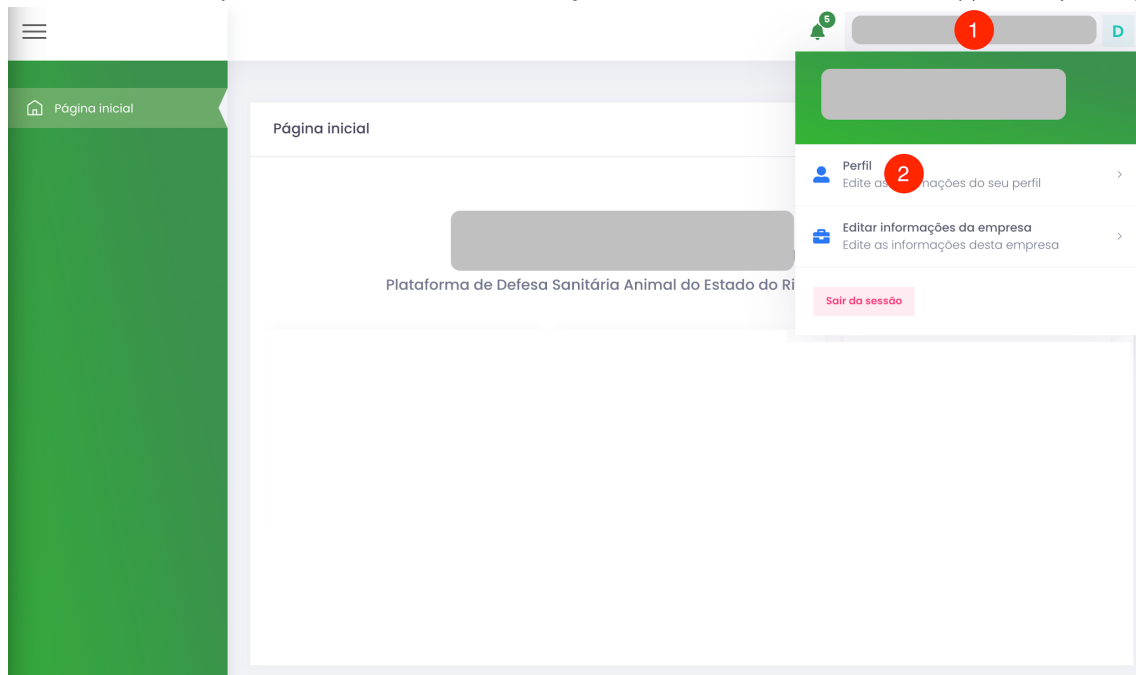 5
1
D
Página inicial
Página inicial
Perfil
2
Edite as mações do seu perfil
Editar informações da empresa
Edite as informações desta empresa
Plataforma de Defesa Sanitária Animal do Estado do Ri
Sair da sessão